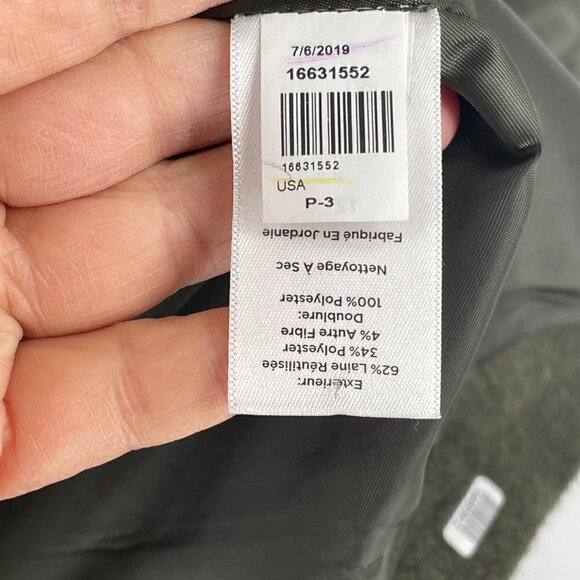 7/6/2019
16631552
16631552
USA
P-3
Extérieur:
62% Laine Réutilisée
34% Polyester
4% Autre Fibre
Doublure:
100% Polyester
Nettoyage À Sec
Fabriqué En Jordanie